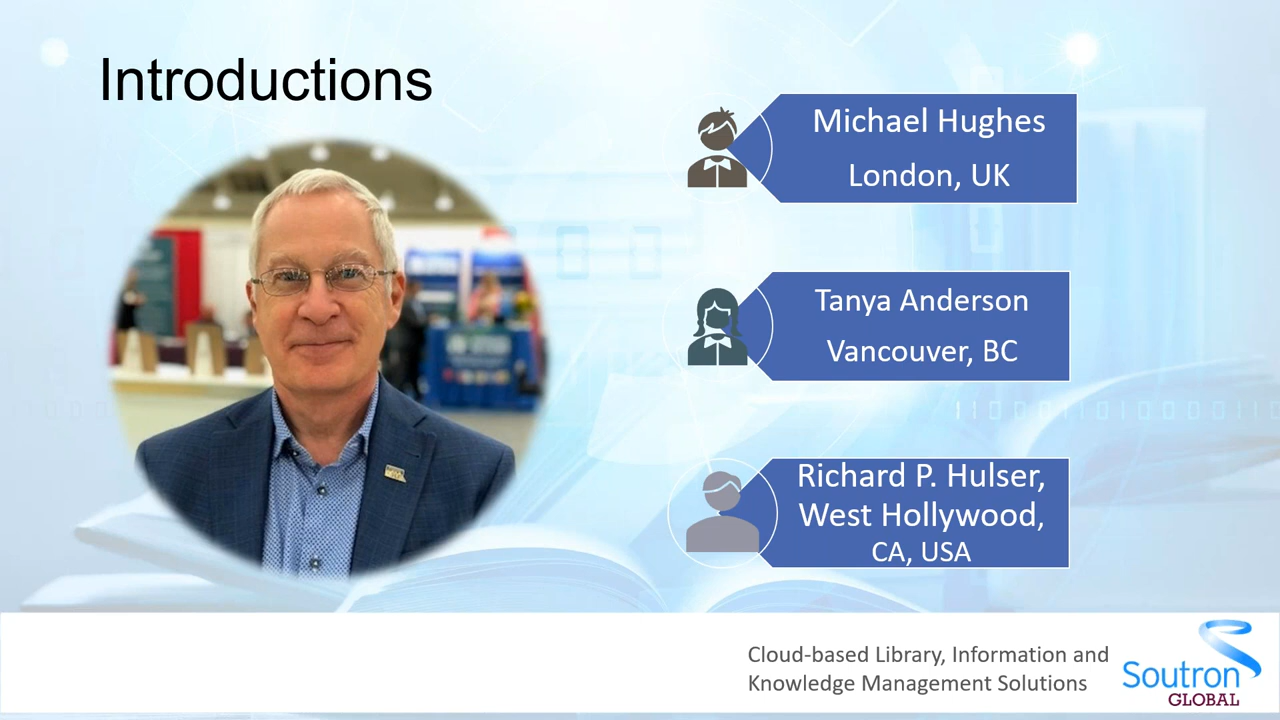 Introductions
Michael Hughes
London, UK
Tanya Anderson
Vancouver, BC
Richard P. Hulser,
West Hollywood,
CA, USA
Cloud-based Library, Information and
Knowledge Management Solutions
Soutron
GLOBAL